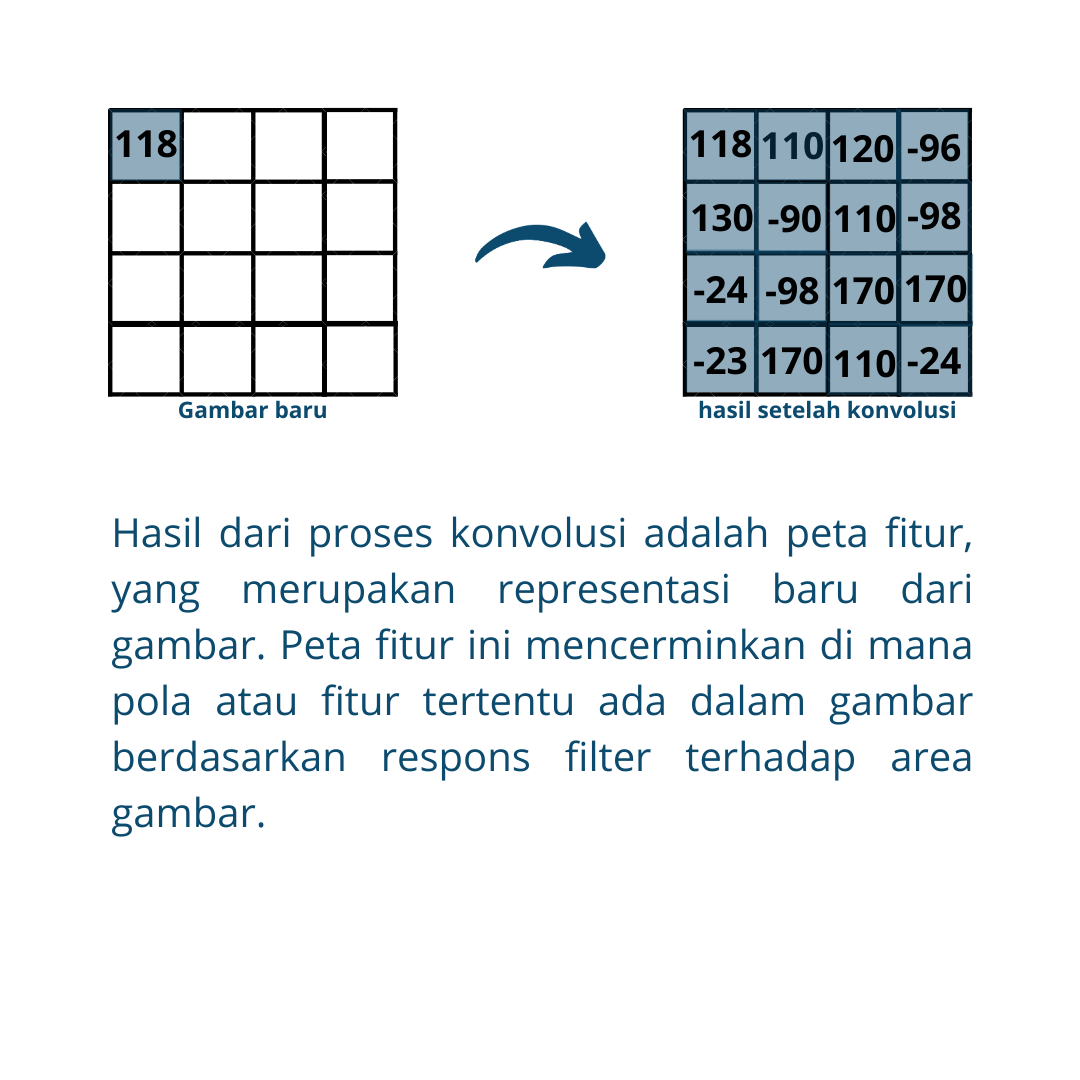 118
118 110 120 -96
130 -90 110 -98
-24 -98 170 170
-23 170 110 -24
Gambar baru
hasil setelah konvolusi
Hasil dari proses konvolusi adalah peta fitur,
yang merupakan representasi baru dari
gambar. Peta fitur ini mencerminkan di mana
pola atau fitur tertentu ada dalam gambar
berdasarkan respons filter terhadap area
gambar.